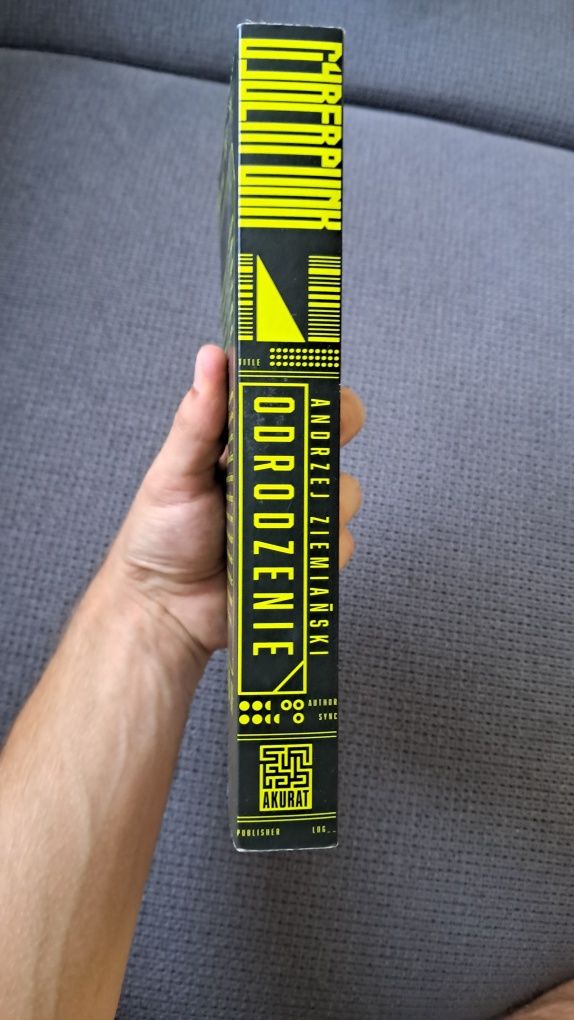 CYBERPUNK
TITLE
ODRODZENIE
ANDRZEJ ZIEMIAŃSKI
AUTHOR
SYNC
AKURAT
PUBLISHER
LOG_ _